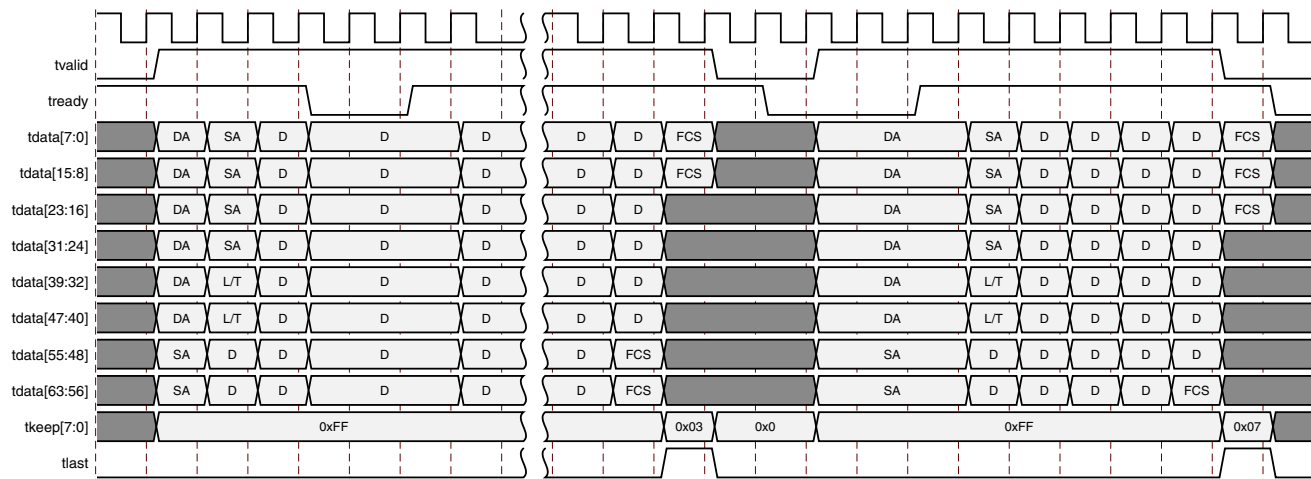 tvalid
tready
tdata[7:0] DA SA D D D D D FCS DA SA D D D D FCS
tdata[15:8] DA SA D D D D D FCS DA SA D D D D FCS
tdata[23:16] DA SA D D D D D DA SA D D D D FCS
tdata[31:24] DA SA D D D D D DA SA D D D D
tdata[39:32] DA L/T D D D D D DA L/T D D D D
tdata[47:40] DA L/T D D D D D DA L/T D D D D
tdata[55:48] SA D D D D D FCS SA D D D D D
tdata[63:56] SA D D D D D FCS SA D D D D FCS
tkeep[7:0] 0xFF 0x03 0x0 0xFF 0x07
tlast